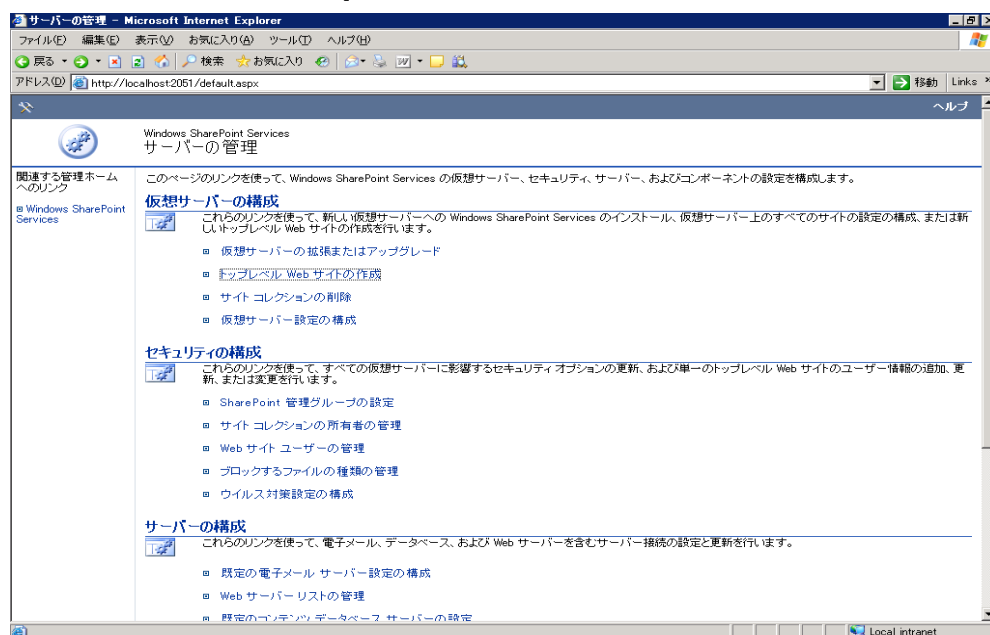 サーバーの管理 - Microsoft Internet Explorer
ファイル(F) 編集(E) 表示(V) お気に入り(A) ツール(T) ヘルプ(H)
戻る 検索 お気に入り
アドレス(D) http://localhost:2051/default.aspx 移動 Links »
ヘルプ
Windows SharePoint Services
サーバーの管理
関連する管理ホーム
へのリンク
Windows SharePoint
Services
このページのリンクを使って、Windows SharePoint Services の仮想サーバー、セキュリティ、サーバー、およびコンポーネントの設定を構成します。
仮想サーバーの構成
これらのリンクを使って、新しい仮想サーバーへの Windows SharePoint Services のインストール、仮想サーバー上のすべてのサイトの設定の構成、または新
しいトップレベル Web サイトの作成を行います。
仮想サーバーの拡張またはアップグレード
トップレベル Web サイトの作成
サイト コレクションの削除
仮想サーバー設定の構成
セキュリティの構成
これらのリンクを使って、すべての仮想サーバーに影響するセキュリティ オプションの更新、および単一のトップレベル Web サイトのユーザー情報の追加、更
新、または変更を行います。
SharePoint 管理グループの設定
サイト コレクションの所有者の管理
Web サイト ユーザーの管理
ブロックするファイルの種類の管理
ウイルス対策設定の構成
サーバーの構成
これらのリンクを使って、電子メール、データベース、および Web サーバーを含むサーバー接続の設定と更新を行います。
既定の電子メール サーバー設定の構成
Web サーバー リストの管理
既定のコンテンツ データベース サーバーの設定
Local intranet